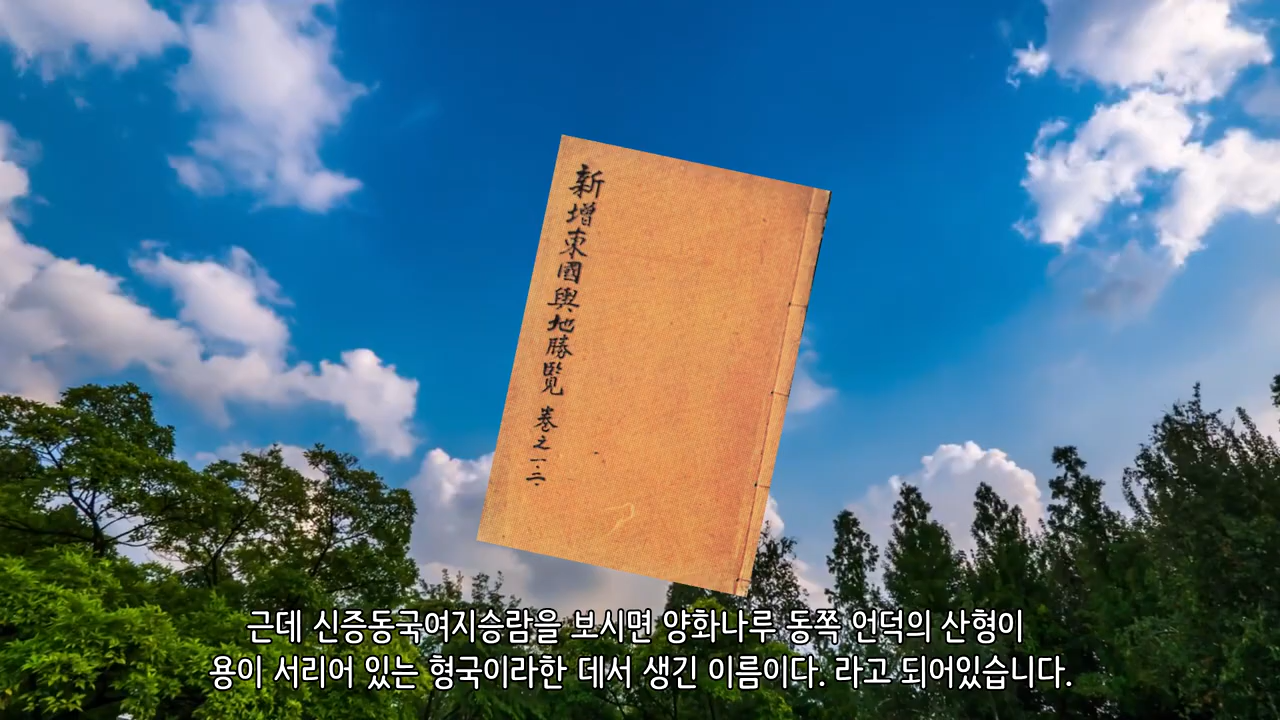 新增東國輿地勝覽 卷之一·二
근데 신증동국여지승람을 보시면 양화나루 동쪽 언덕의 산형이
용이 서리어 있는 형국이라한 데서 생긴 이름이다. 라고 되어있습니다.